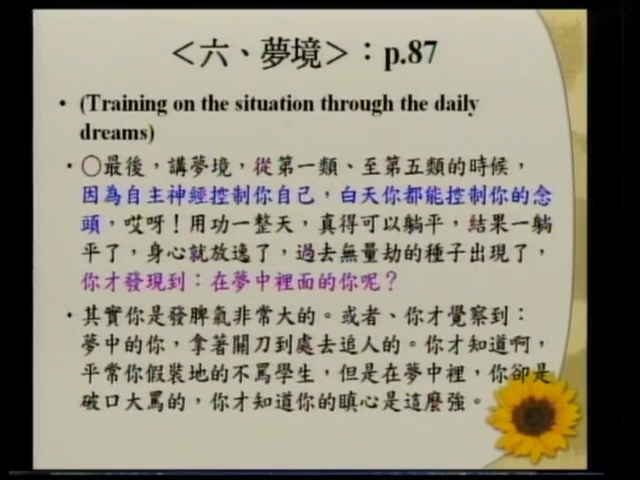 ＜六、夢境＞：p.87
• (Training on the situation through the daily
dreams)
• ○最後，講夢境，從第一類、至第五類的時候，
因為自主神經控制你自己，白天你都能控制你的念
頭，哎呀！用功一整天，真得可以躺平，結果一躺
平了，身心就放逸了，過去無量劫的種子出現了，
你才發現到：在夢中裡面的你呢？
• 其實你是發脾氣非常大的。或者、你才覺察到：
夢中的你，拿著關刀到處去追人的。你才知道啊，
平常你假裝地的不罵學生，但是在夢中裡，你卻是
破口大罵的，你才知道你的瞋心是這麼強。